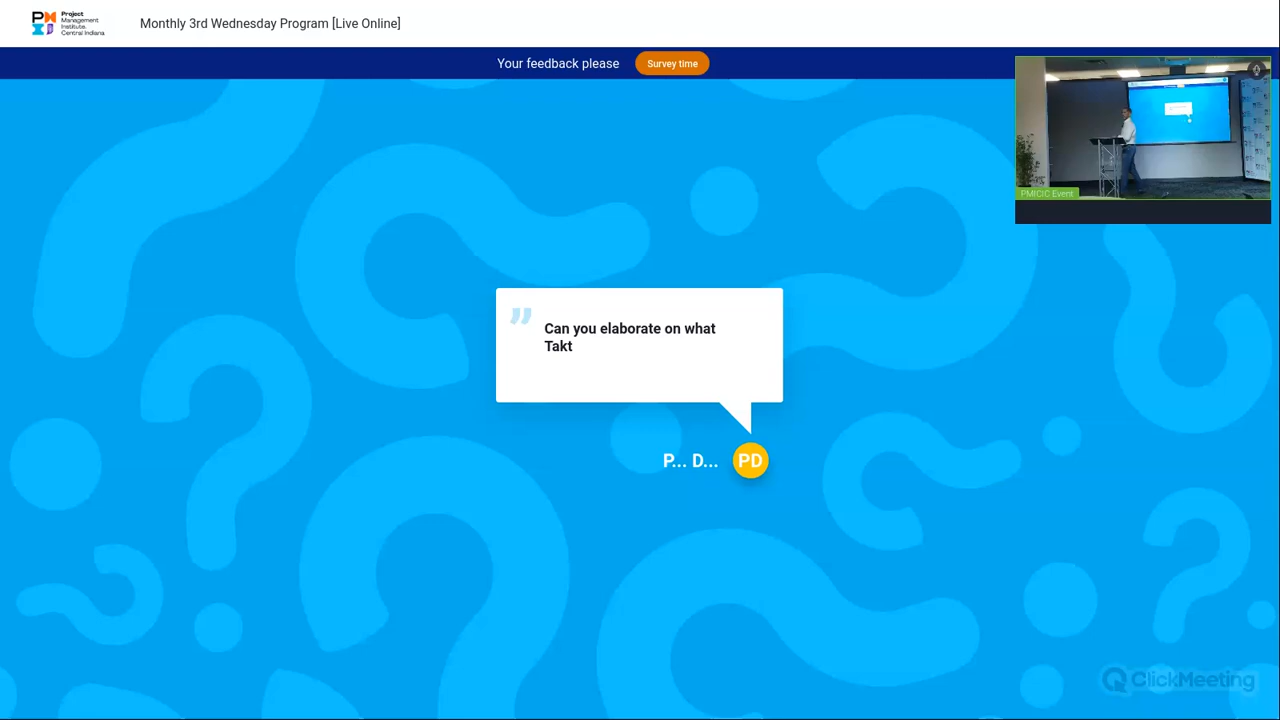 Project
Management
Institute.
Central Indiana
Monthly 3rd Wednesday Program [Live Online]
Your feedback please
Survey time
PMICIC Event
Can you elaborate on what
Takt
P... D...
PD
ClickMeeting